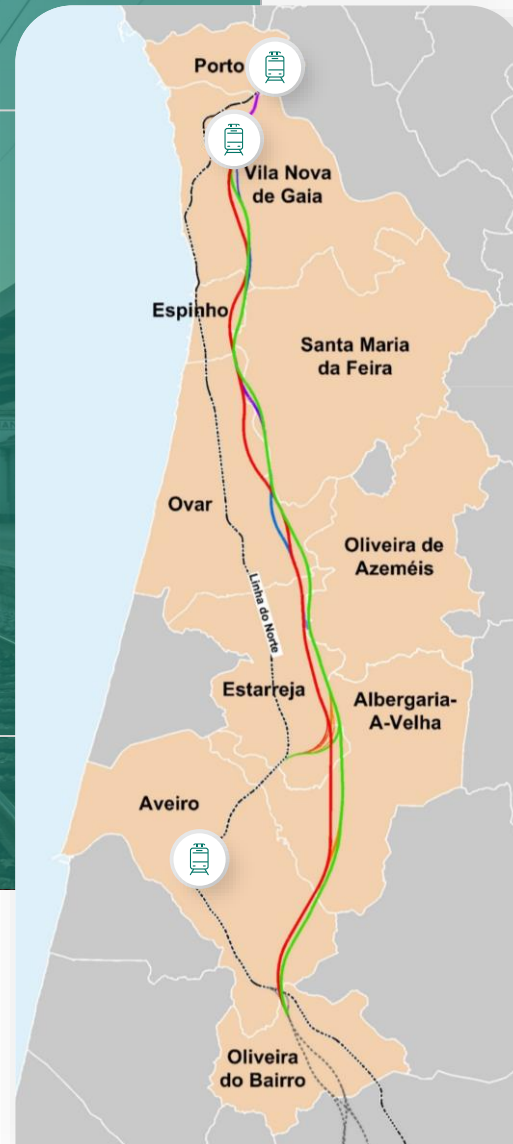 Porto
Vila Nova
de Gaia
Espinho
Santa Maria
da Feira
Ovar
Oliveira de
Azeméis
Linha do Norte
Estarreja
Albergaria-
A-Velha
Aveiro
Oliveira
do Bairro